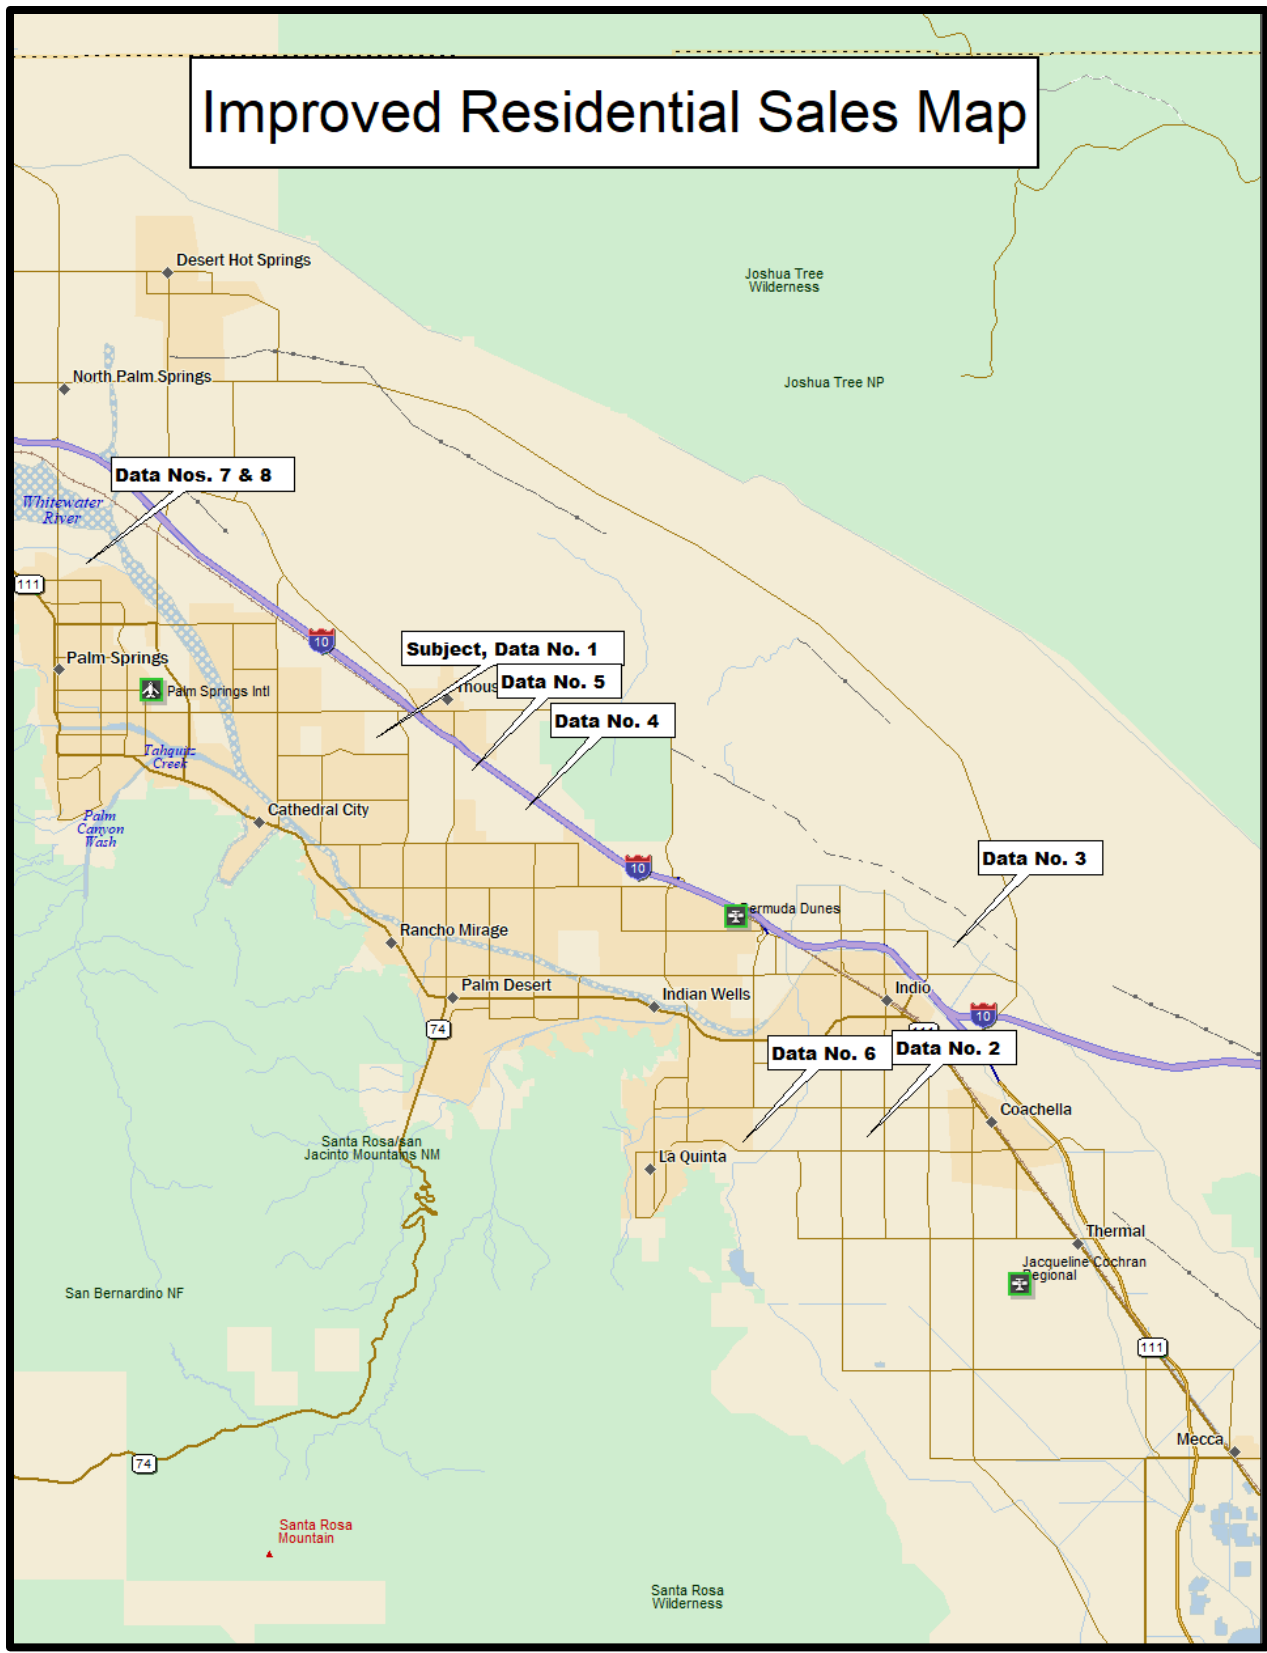 Improved Residential Sales Map
Desert Hot Springs
Joshua Tree
Wilderness
North Palm Springs
Joshua Tree NP
Data Nos. 7 & 8
Whitewater
River
111
10
Subject, Data No. 1
Palm Springs
Palm Springs Intl
Thous
Data No. 5
Data No. 4
Tahquitz
Creek
Cathedral City
Palm
Canyon
Wash
Data No. 3
10
Bermuda Dunes
Rancho Mirage
Palm Desert
Indian Wells
Indio
10
74
111
Data No. 6
Data No. 2
Coachella
Santa Rosa/san
Jacinto Mountains NM
La Quinta
Thermal
Jacqueline Cochran
Regional
San Bernardino NF
111
Mecca
74
Santa Rosa
Mountain
Santa Rosa
Wilderness